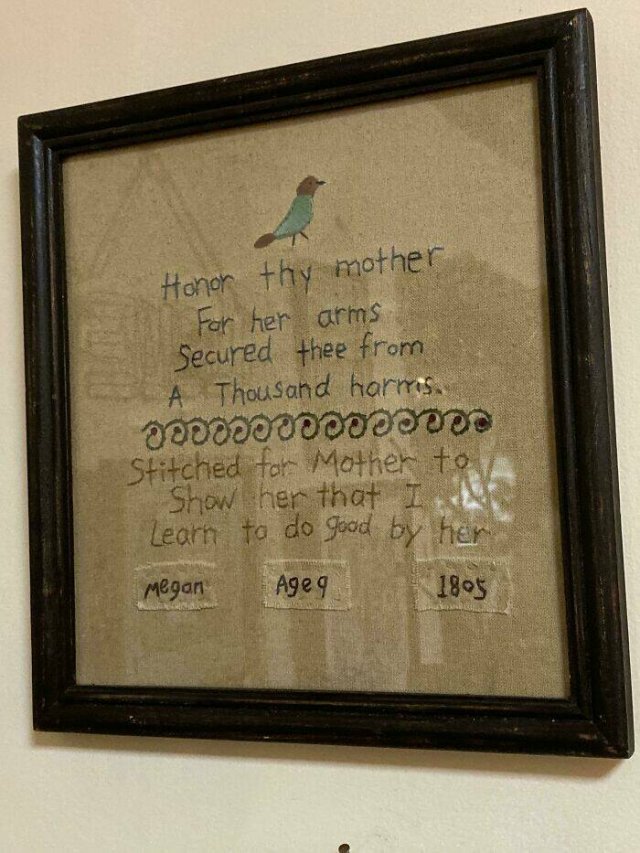 Honor thy mother
For her arms
Secured thee from
A Thousand harms.
Stitched for Mother to
Show her that I
Learn to do good by her
Megan Age 9 1805